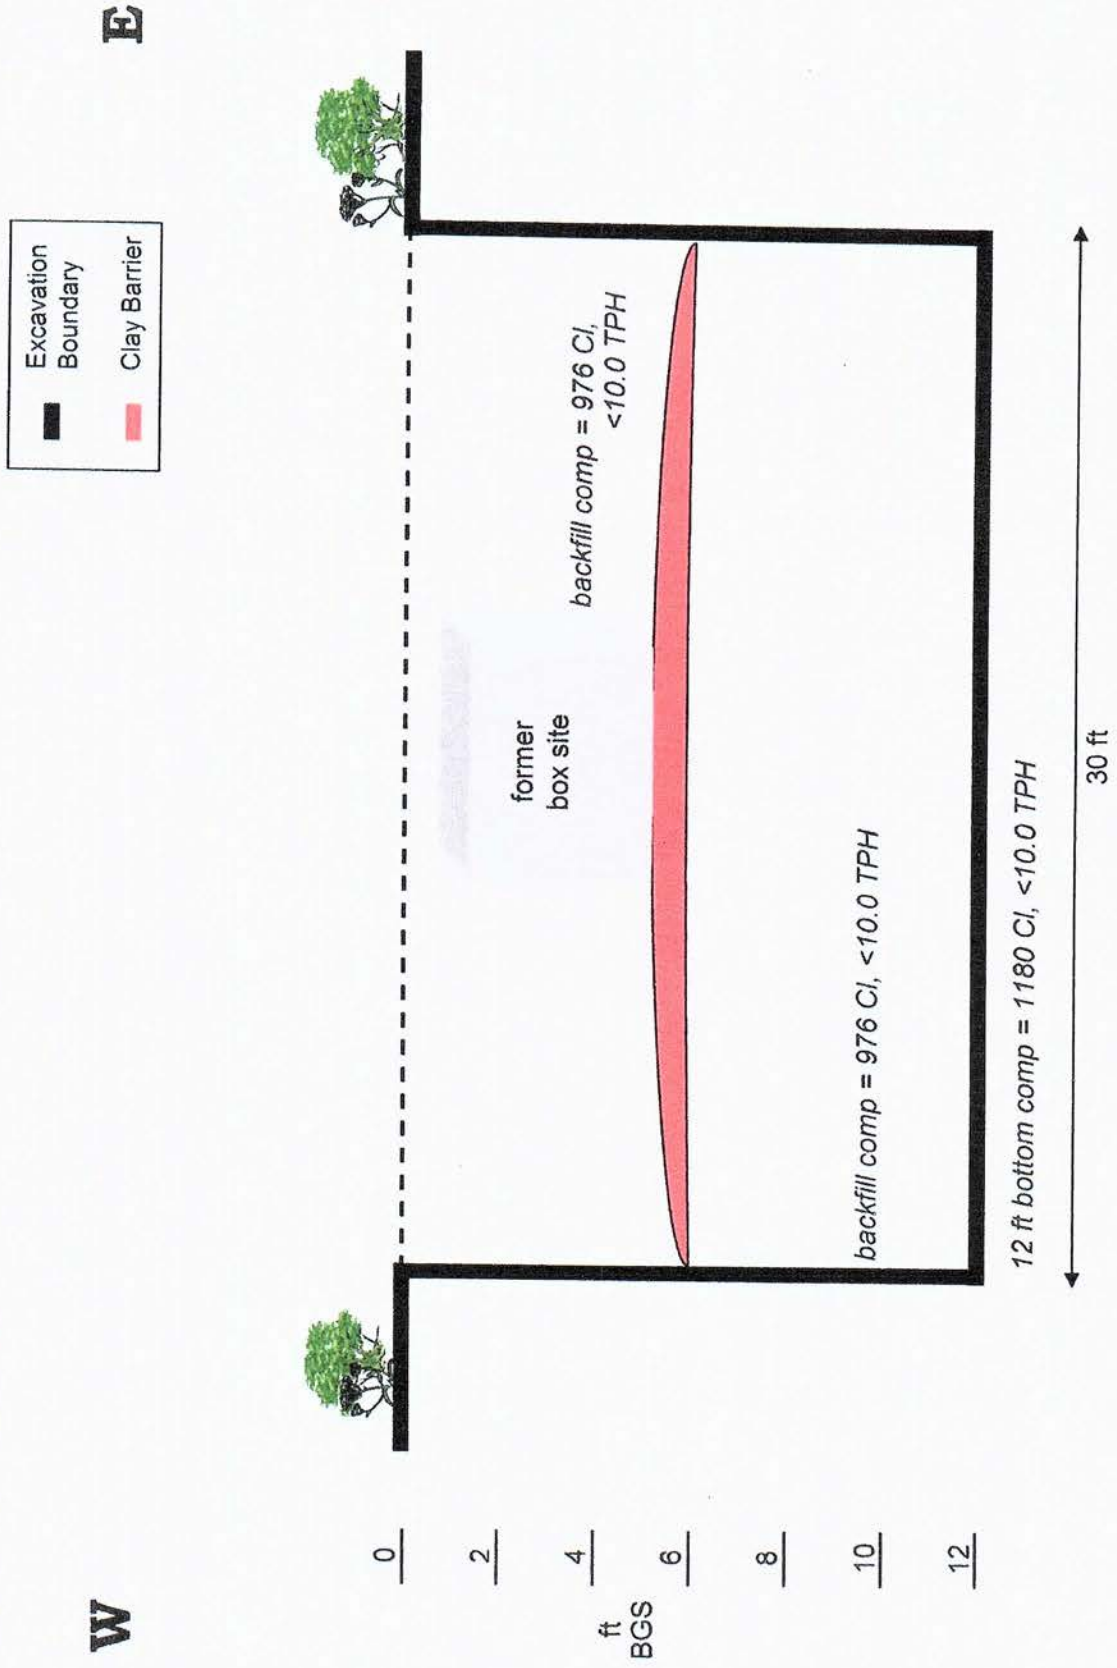 W
E
Excavation
Boundary
Clay Barrier
ft
BGS
0
2
4
6
8
10
12
former
box site
backfill comp = 976 Cl,
<10.0 TPH
backfill comp = 976 Cl, <10.0 TPH
12 ft bottom comp = 1180 Cl, <10.0 TPH
30 ft